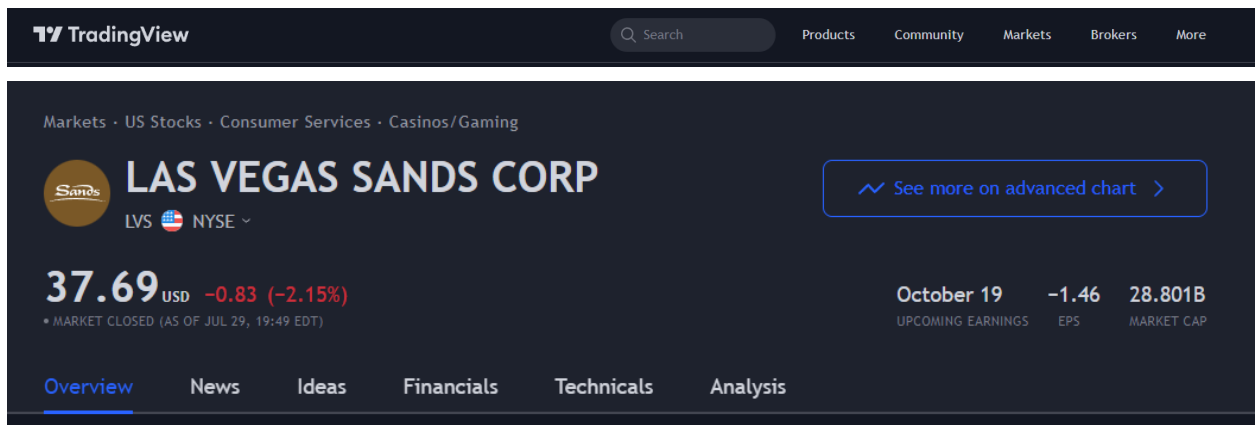 TradingView Search Products Community Markets Brokers More
Markets · US Stocks · Consumer Services · Casinos/Gaming
Sands
LAS VEGAS SANDS CORP
See more on advanced chart
LVS NYSE
37.69 USD −0.83 (−2.15%)
October 19 −1.46 28.801B
• MARKET CLOSED (AS OF JUL 29, 19:49 EDT)
UPCOMING EARNINGS EPS MARKET CAP
Overview News Ideas Financials Technicals Analysis